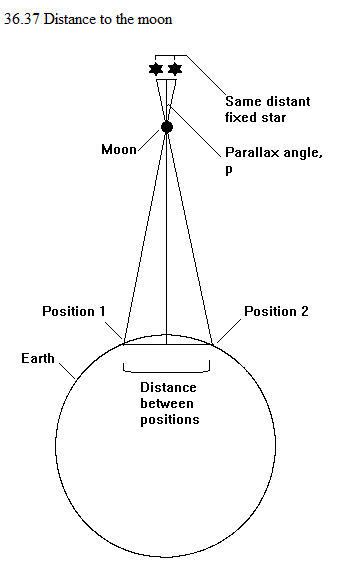 36.37 Distance to the moon
Same distant
fixed star
Moon
Parallax angle,
p
Position 1
Position 2
Earth
Distance
between
positions